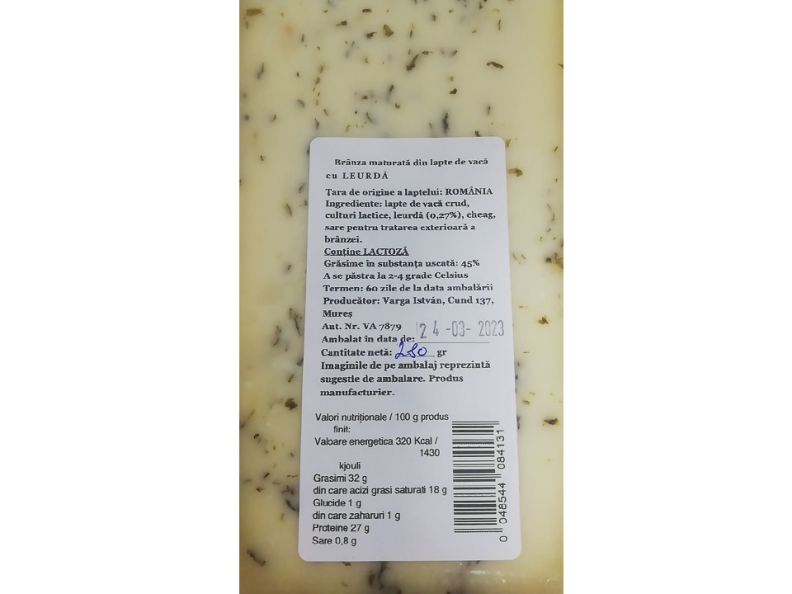 Brânza maturată din lapte de vacă
cu LEURDĂ
Țara de origine a laptelui: ROMÂNIA
Ingrediente: lapte de vacă crud,
culturi lactice, leurdă (0,27%), cheag,
sare pentru tratarea exterioară a
brânzei.
Conține LACTOZĂ
Grăsime în substanța uscată: 45%
A se păstra la 2-4 grade Celsius
Termen: 60 zile de la data ambalării
Producător: Varga István, Cund 137,
Mureș
Aut. Nr. VA 7879
Ambalat în data de: 24-03-2023
Cantitate netă: 280 gr
Imaginile de pe ambalaj reprezintă
sugestie de ambalare. Produs
manufacturier.
Valori nutriționale / 100 g produs
finit:
Valoare energetica 320 Kcal /
1430
kjouli
Grasimi 32 g
din care acizi grasi saturati 18 g
Glucide 1 g
din care zaharuri 1 g
Proteine 27 g
Sare 0,8 g
0 048544 084131